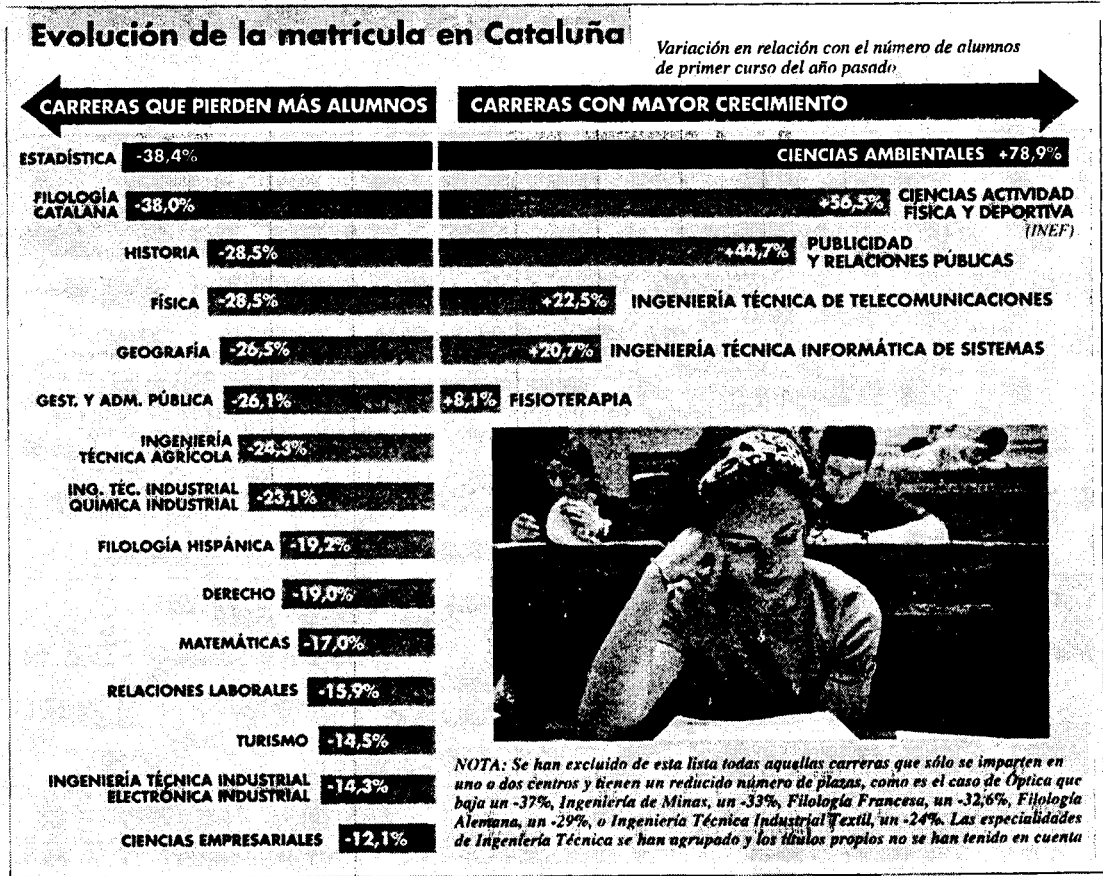 Evolución de la matrícula en Cataluña
Variación en relación con el número de alumnos
de primer curso del año pasado
CARRERAS QUE PIERDEN MÁS ALUMNOS
CARRERAS CON MAYOR CRECIMIENTO
ESTADÍSTICA -38,4%
CIENCIAS AMBIENTALES +78,9%
FILOLOGÍA
CATALANA -38,0%
+56,5% CIENCIAS ACTIVIDAD
FÍSICA Y DEPORTIVA
(INEF)
HISTORIA -28,5%
+44,7% PUBLICIDAD
Y RELACIONES PÚBLICAS
FÍSICA -28,5%
+22,5% INGENIERÍA TÉCNICA DE TELECOMUNICACIONES
GEOGRAFÍA -26,5%
+20,7% INGENIERÍA TÉCNICA INFORMÁTICA DE SISTEMAS
GEST. Y ADM. PÚBLICA -26,1%
+8,1% FISIOTERAPIA
INGENIERÍA
TÉCNICA AGRÍCOLA -24,3%
ING. TÉC. INDUSTRIAL
QUÍMICA INDUSTRIAL -23,1%
FILOLOGÍA HISPÁNICA -19,2%
DERECHO -19,0%
MATEMÁTICAS -17,0%
RELACIONES LABORALES -15,9%
TURISMO -14,5%
INGENIERÍA TÉCNICA INDUSTRIAL
ELECTRÓNICA INDUSTRIAL -14,3%
CIENCIAS EMPRESARIALES -12,1%
NOTA: Se han excluido de esta lista todas aquellas carreras que sólo se imparten en
uno o dos centros y tienen un reducido número de plazas, como es el caso de Óptica que
baja un -37%, Ingeniería de Minas, un -33%, Filología Francesa, un -32,6%, Filología
Alemana, un -29%, o Ingeniería Técnica Industrial Textil, un -24%. Las especialidades
de Ingeniería Técnica se han agrupado y los títulos propios no se han tenido en cuenta